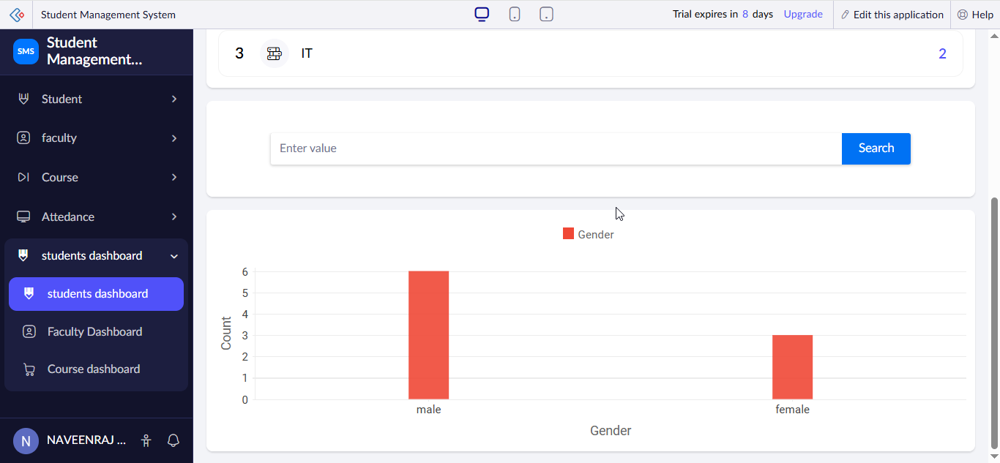 Student Management System
Trial expires in 8 days Upgrade
Edit this application
Help
SMS
Student
Management...
Student
faculty
Course
Attedance
students dashboard
students dashboard
Faculty Dashboard
Course dashboard
N NAVEENRAJ ...
3 IT 2
Enter value
Search
Gender
6
5
4
3
2
1
0
Count
male female
Gender